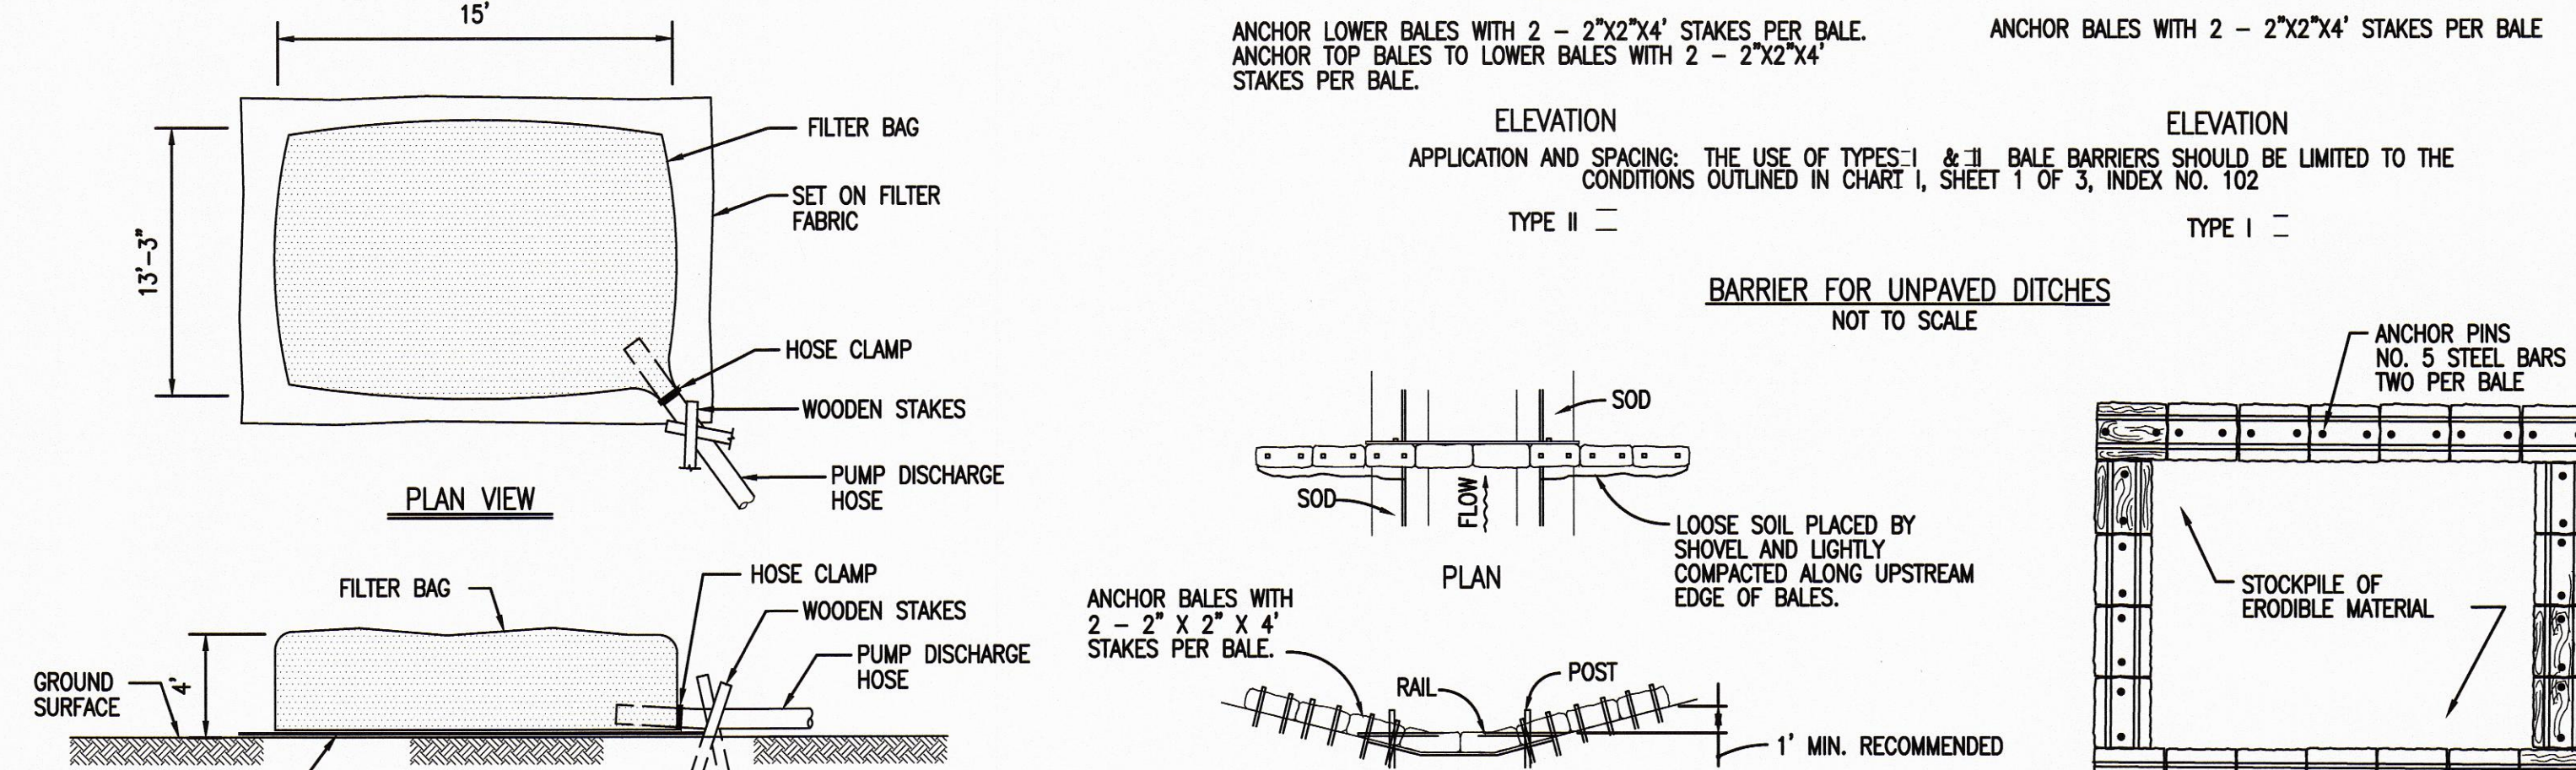 15'
13'-3"
FILTER BAG
SET ON FILTER
FABRIC
HOSE CLAMP
WOODEN STAKES
PUMP DISCHARGE
HOSE
PLAN VIEW
FILTER BAG
HOSE CLAMP
WOODEN STAKES
PUMP DISCHARGE
HOSE
GROUND
SURFACE
4'
ANCHOR LOWER BALES WITH 2 - 2"X2"X4' STAKES PER BALE.
ANCHOR TOP BALES TO LOWER BALES WITH 2 - 2"X2"X4'
STAKES PER BALE.
ANCHOR BALES WITH 2 - 2"X2"X4' STAKES PER BALE
ELEVATION
ELEVATION
APPLICATION AND SPACING: THE USE OF TYPES I & II BALE BARRIERS SHOULD BE LIMITED TO THE
CONDITIONS OUTLINED IN CHART I, SHEET 1 OF 3, INDEX NO. 102
TYPE II
TYPE I
BARRIER FOR UNPAVED DITCHES
NOT TO SCALE
SOD
SOD
FLOW
LOOSE SOIL PLACED BY
SHOVEL AND LIGHTLY
COMPACTED ALONG UPSTREAM
EDGE OF BALES.
PLAN
ANCHOR BALES WITH
2 - 2" X 2" X 4'
STAKES PER BALE.
RAIL
POST
1' MIN. RECOMMENDED
ANCHOR PINS
NO. 5 STEEL BARS
TWO PER BALE
STOCKPILE OF
ERODIBLE MATERIAL